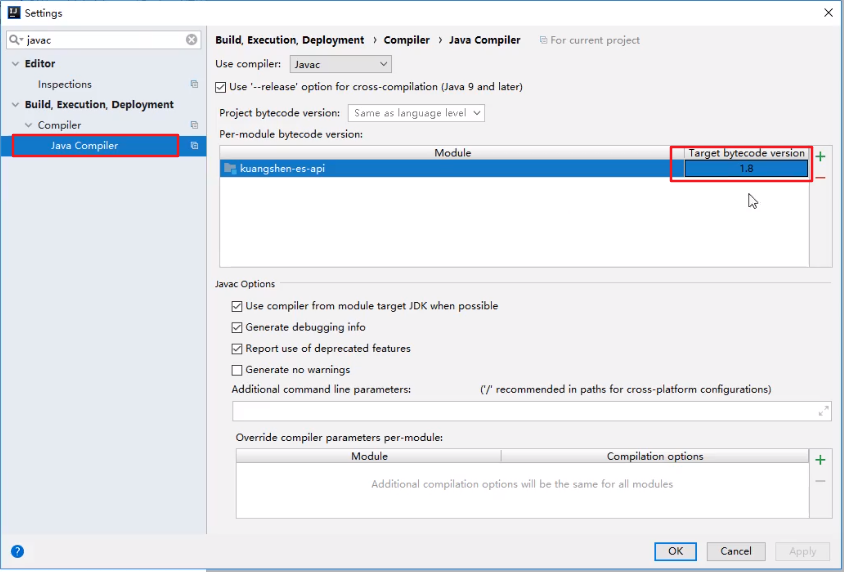 Settings
javac
Editor
Inspections
Build, Execution, Deployment
Compiler
Java Compiler
Build, Execution, Deployment › Compiler › Java Compiler For current project
Use compiler: Javac
Use '--release' option for cross-compilation (Java 9 and later)
Project bytecode version: Same as language level
Per-module bytecode version:
Module Target bytecode version
kuangshen-es-api 1.8
Javac Options
Use compiler from module target JDK when possible
Generate debugging info
Report use of deprecated features
Generate no warnings
Additional command line parameters: ('/' recommended in paths for cross-platform configurations)
Override compiler parameters per-module:
Module Compilation options
Additional compilation options will be the same for all modules
? OK Cancel Apply